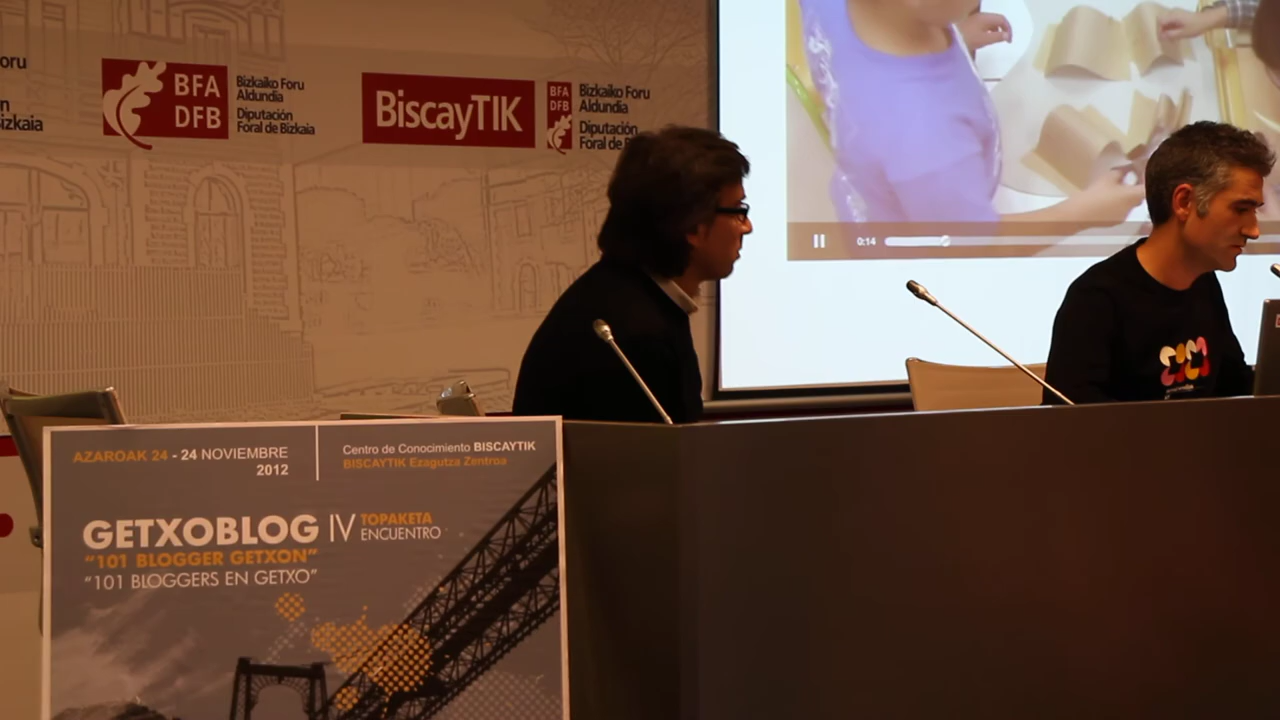 oru
n
Bizkaia
BFA
DFB
Bizkaiko Foru
Aldundia
Diputación
Foral de Bizkaia
BiscayTIK
BFA
DFB
Bizkaiko Foru
Aldundia
Diputación
Foral de
0:14
AZAROAK 24 - 24 NOVIEMBRE
2012
Centro de Conocimiento BISCAYTIK
BISCAYTIK Ezagutza Zentroa
GETXOBLOG IV TOPAKETA
ENCUENTRO
"101 BLOGGER GETXON"
"101 BLOGGERS EN GETXO"